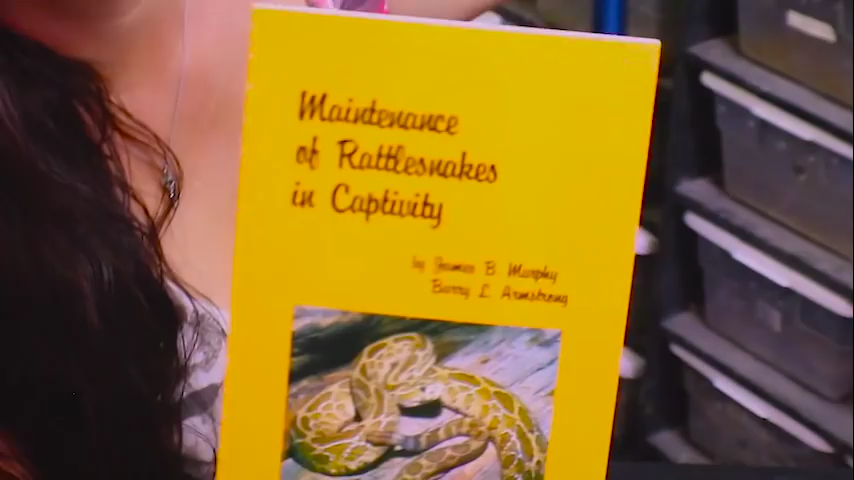 Maintenance
of Rattlesnakes
in Captivity
by James B. Murphy
Barry L. Armstrong